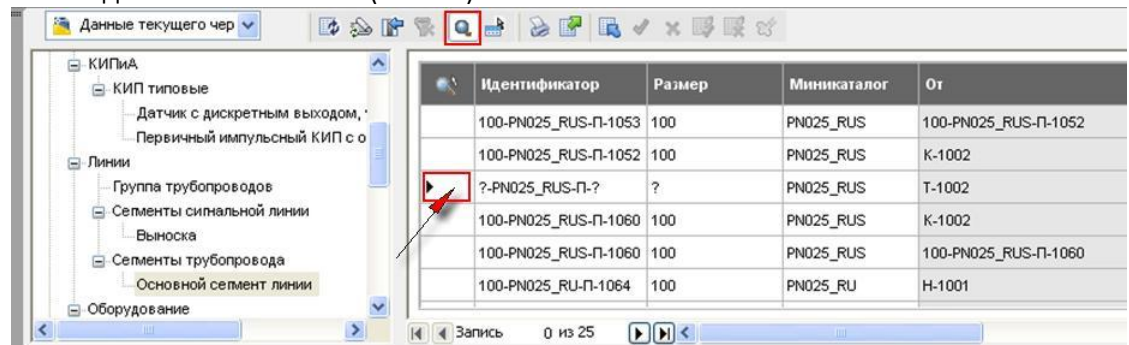 Данные текущего чер
КИПиА
КИП типовые
Датчик с дискретным выходом,
Первичный импульсный КИП с о
Линии
Группа трубопроводов
Сегменты сигнальной линии
Выноска
Сегменты трубопровода
Основной сегмент линии
Оборудование
Идентификатор Размер Миникаталог От
100-PN025_RUS-П-1053 100 PN025_RUS 100-PN025_RUS-П-1052
100-PN025_RUS-П-1052 100 PN025_RUS К-1002
?-PN025_RUS-П-? ? PN025_RUS Т-1002
100-PN025_RUS-П-1060 100 PN025_RUS К-1002
100-PN025_RUS-П-1060 100 PN025_RUS 100-PN025_RUS-П-1060
100-PN025_RU-П-1064 100 PN025_RU Н-1001
Запись 0 из 25